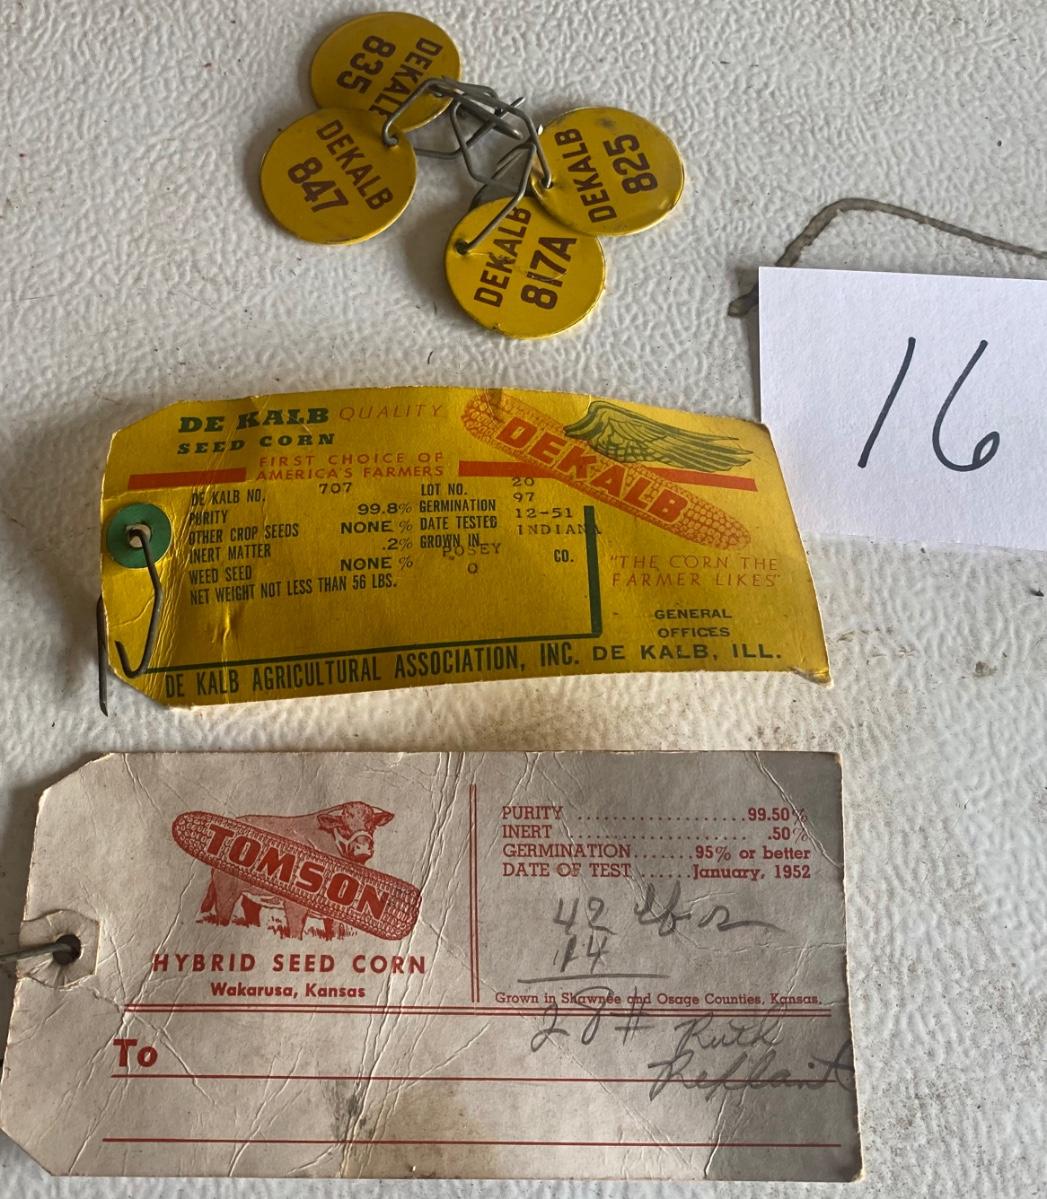 DEKALB
835
DEKALB
847
DEKALB
825
DEKALB
817A
16
DE KALB QUALITY
SEED CORN
FIRST CHOICE OF
AMERICA'S FARMERS
DEKALB
DE KALB NO. 707
PURITY 99.8%
OTHER CROP SEEDS NONE %
INERT MATTER .2%
WEED SEED NONE %
NET WEIGHT NOT LESS THAN 56 LBS.
LOT NO. 20
GERMINATION 97
DATE TESTED 12-51
GROWN IN INDIANA
POSEY CO.
0
"THE CORN THE
FARMER LIKES"
GENERAL
OFFICES
DE KALB AGRICULTURAL ASSOCIATION, INC. DE KALB, ILL.
TOMSON
HYBRID SEED CORN
Wakarusa, Kansas
PURITY ....................99.50%
INERT ........................ .50%
GERMINATION.......95% or better
DATE OF TEST ......January, 1952
42
14
Grown in Shawnee and Osage Counties, Kansas.
28#
Ruth
To